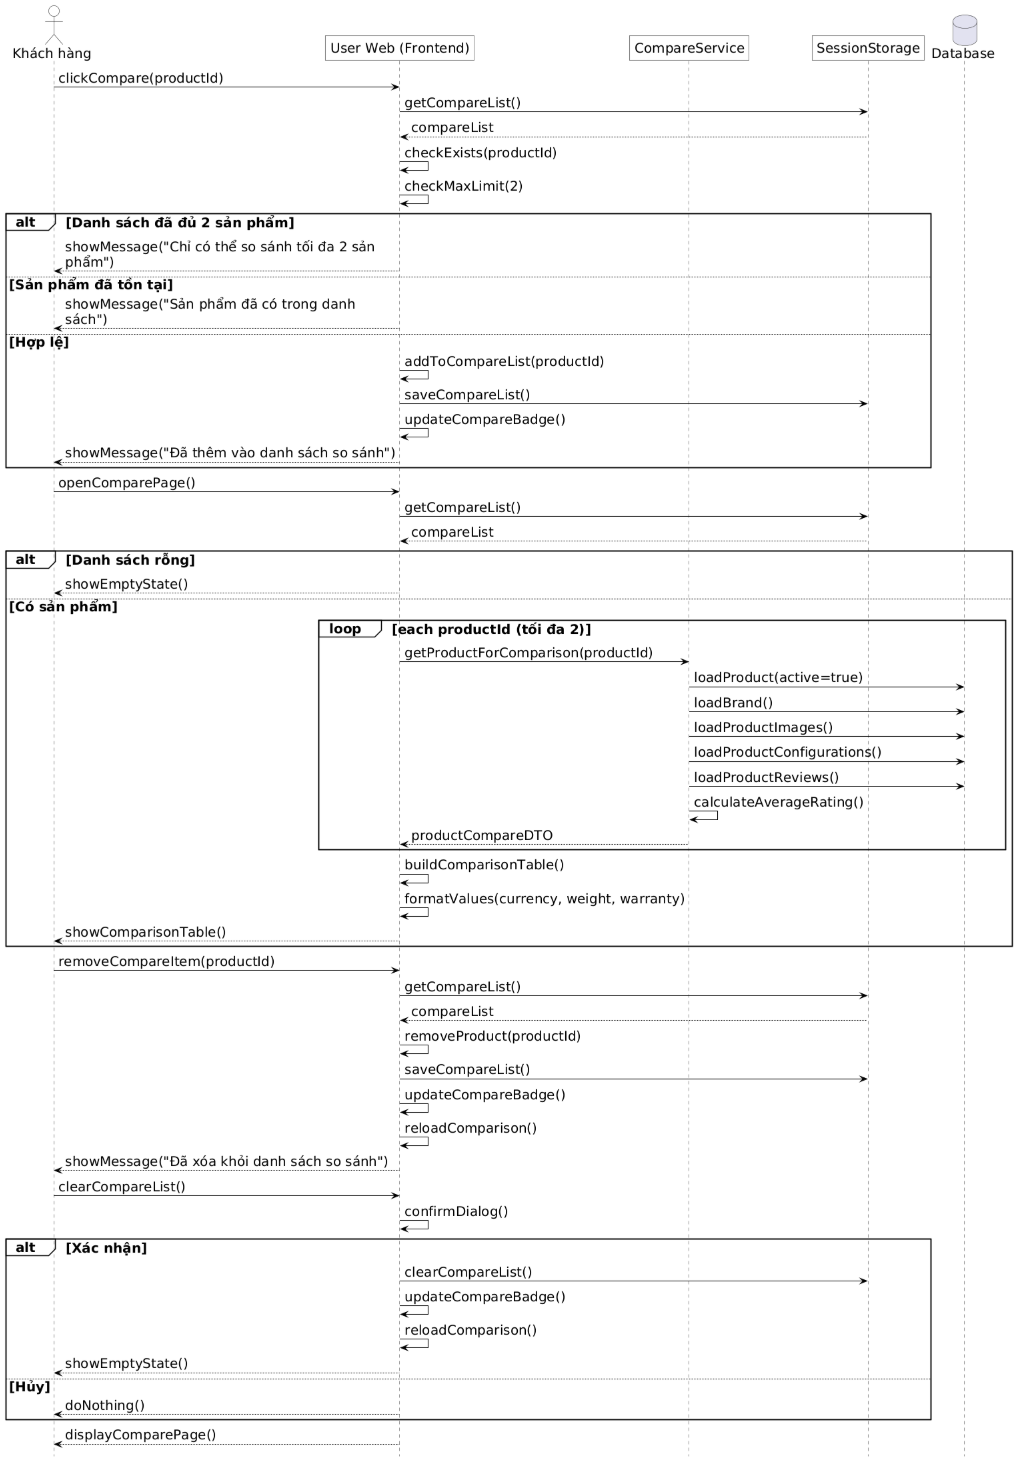 Khách hàng
User Web (Frontend)
CompareService
SessionStorage
Database
clickCompare(productId)
getCompareList()
compareList
checkExists(productId)
checkMaxLimit(2)
alt [Danh sách đã đủ 2 sản phẩm]
showMessage("Chỉ có thể so sánh tối đa 2 sản
phẩm")
[Sản phẩm đã tồn tại]
showMessage("Sản phẩm đã có trong danh
sách")
[Hợp lệ]
addToCompareList(productId)
saveCompareList()
updateCompareBadge()
showMessage("Đã thêm vào danh sách so sánh")
openComparePage()
getCompareList()
compareList
alt [Danh sách rỗng]
showEmptyState()
[Có sản phẩm]
loop [each productId (tối đa 2)]
getProductForComparison(productId)
loadProduct(active=true)
loadBrand()
loadProductImages()
loadProductConfigurations()
loadProductReviews()
calculateAverageRating()
productCompareDTO
buildComparisonTable()
formatValues(currency, weight, warranty)
showComparisonTable()
removeCompareItem(productId)
getCompareList()
compareList
removeProduct(productId)
saveCompareList()
updateCompareBadge()
reloadComparison()
showMessage("Đã xóa khỏi danh sách so sánh")
clearCompareList()
confirmDialog()
alt [Xác nhận]
clearCompareList()
updateCompareBadge()
reloadComparison()
showEmptyState()
[Hủy]
doNothing()
displayComparePage()